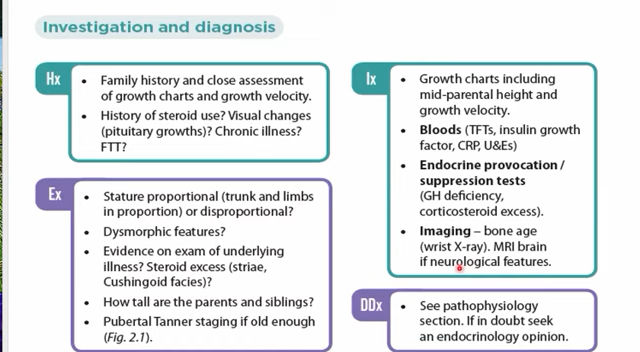 Investigation and diagnosis
Hx
• Family history and close assessment
of growth charts and growth velocity.
• History of steroid use? Visual changes
(pituitary growths)? Chronic illness?
FTT?
Ex
• Stature proportional (trunk and limbs
in proportion) or disproportional?
• Dysmorphic features?
• Evidence on exam of underlying
illness? Steroid excess (striae,
Cushingoid facies)?
• How tall are the parents and siblings?
• Pubertal Tanner staging if old enough
(Fig. 2.1).
Ix
• Growth charts including
mid-parental height and
growth velocity.
• Bloods (TFTs, insulin growth
factor, CRP, U&Es)
• Endocrine provocation /
suppression tests
(GH deficiency,
corticosteroid excess).
• Imaging – bone age
(wrist X-ray). MRI brain
if neurological features.
DDx
• See pathophysiology
section. If in doubt seek
an endocrinology opinion.